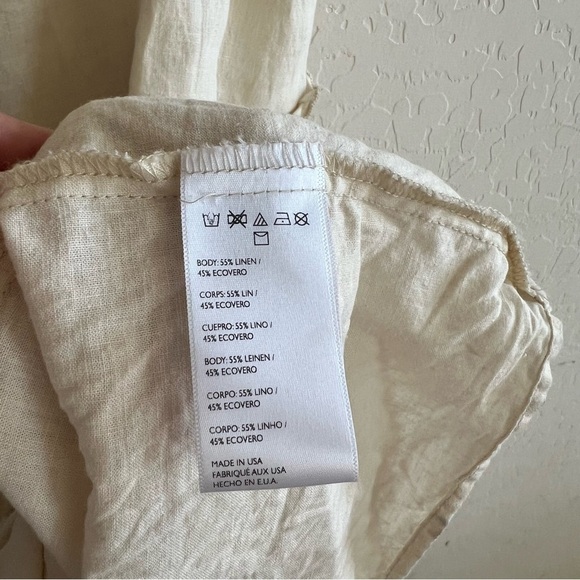 BODY: 55% LINEN /
45% ECOVERO
CORPS: 55% LIN /
45% ECOVERO
CUEPRO: 55% LINO /
45% ECOVERO
BODY: 55% LEINEN /
45% ECOVERO
CORPO: 55% LINO /
45% ECOVERO
CORPO: 55% LINHO /
45% ECOVERO
MADE IN USA
FABRIQUÉ AUX USA
HECHO EN E.U.A.